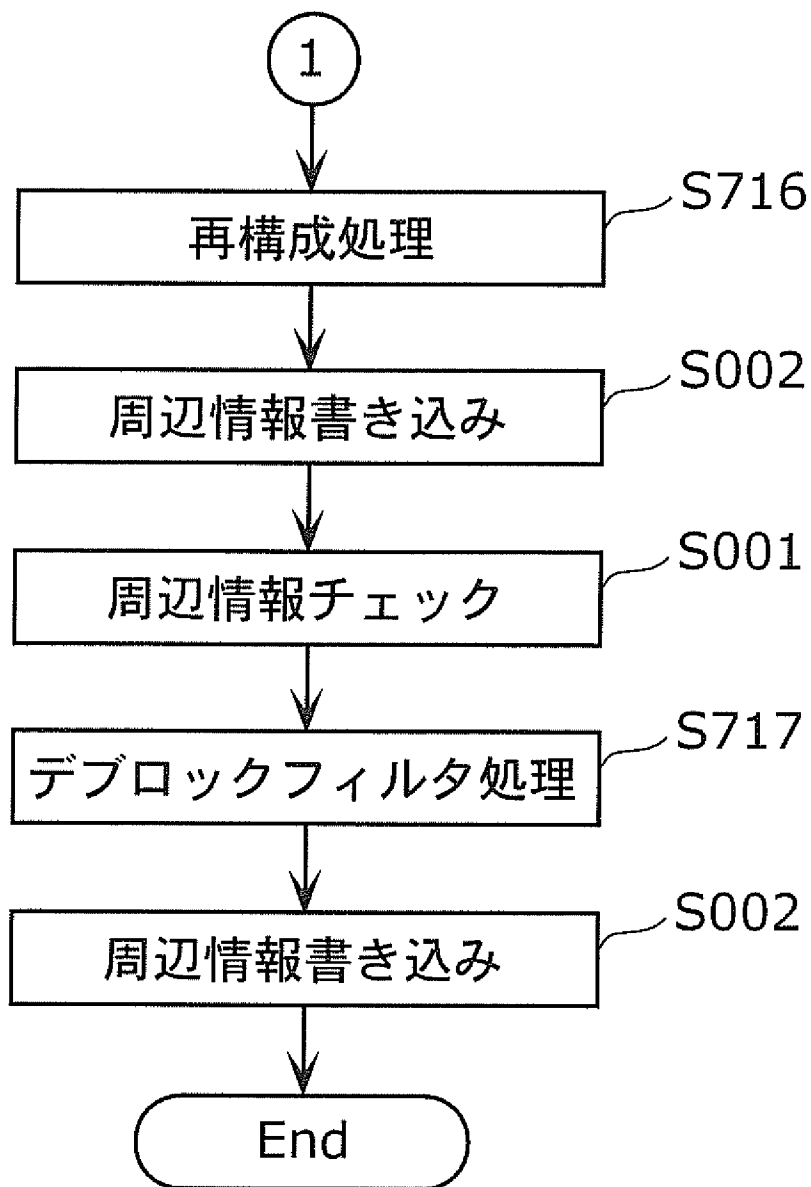 1
S716
再構成処理
S002
周辺情報書き込み
S001
周辺情報チェック
S717
デブロックフィルタ処理
S002
周辺情報書き込み
End